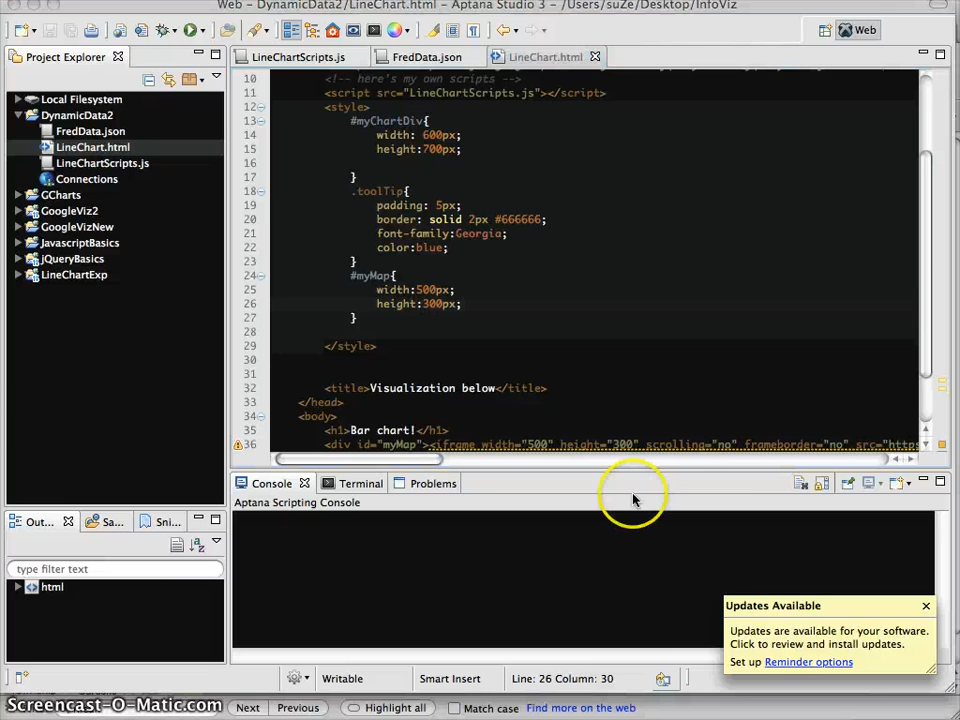 Web - DynamicData2/LineChart.html - Aptana Studio 3 - /Users/suZe/Desktop/InfoViz
Web
Project Explorer
LineChartScripts.js
FredData.json
LineChart.html
Local Filesystem
DynamicData2
FredData.json
LineChart.html
LineChartScripts.js
Connections
GCharts
GoogleViz2
GoogleVizNew
JavascriptBasics
jQueryBasics
LineChartExp
10 <!-- here's my own scripts -->
11 <script src="LineChartScripts.js"></script>
12 <style>
13 #myChartDiv{
14 width: 600px;
15 height:700px;
16
17 }
18 .toolTip{
19 padding: 5px;
20 border: solid 2px #666666;
21 font-family:Georgia;
22 color:blue;
23 }
24 #myMap{
25 width:500px;
26 height:300px;
27 }
28
29 </style>
30
31
32 <title>Visualization below</title>
33 </head>
34 <body>
35 <h1>Bar chart!</h1>
36 <div id="myMap"><iframe width="500" height="300" scrolling="no" frameborder="no" src="https
Console
Terminal
Problems
Aptana Scripting Console
Out...
Sa...
Sni...
type filter text
html
Updates Available
Updates are available for your software.
Click to review and install updates.
Set up Reminder options
Writable
Smart Insert
Line: 26 Column: 30
Screencast-O-Matic.com
Next
Previous
Highlight all
Match case
Find more on the web